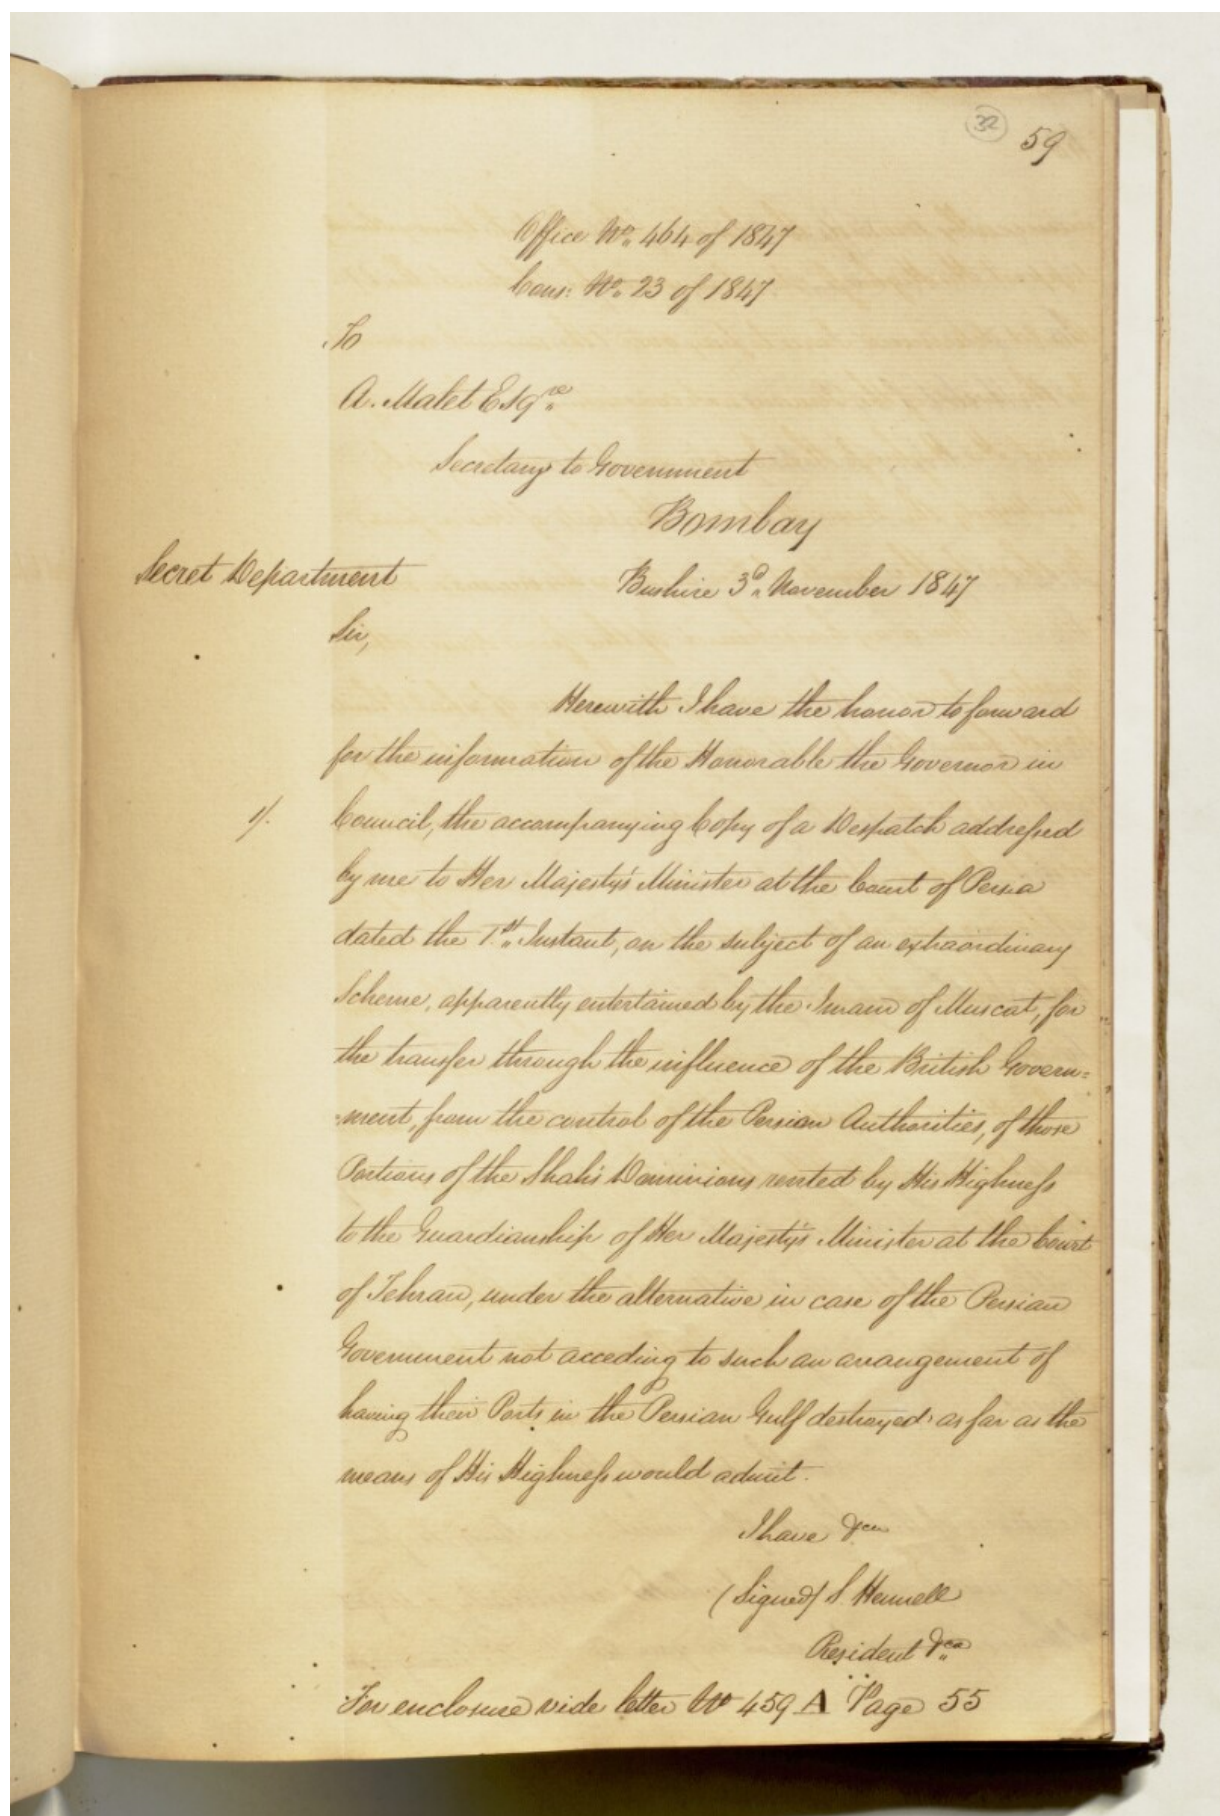 32
59
Office No. 464 of 1847
Cons: No. 23 of 1847
To
A. Malet Esqre
Secretary to Government
Bombay
Secret Department
Bushire 3d November 1847
Sir,
Herewith I have the honor to forward
for the information of the Honorable the Governor in
1/. Council, the accompanying Copy of a Despatch addressed
by me to Her Majesty's Minister at the Court of Persia
dated the 1st Instant, on the subject of an extraordinary
Scheme, apparently entertained by the Imam of Muscat, for
the transfer through the influence of the British Govern=
=ment, from the control of the Persian Authorities, of those
Portions of the Shah's Dominions rented by His Highness
to the Guardianship of Her Majesty's Minister at the Court
of Tehran, under the alternative in case of the Persian
Government not acceding to such an arrangement of
having their Ports in the Persian Gulf destroyed as far as the
means of His Highness would admit.
I have &ca
(Signed) S. Hennell
Resident &ca
For enclosure vide letter No 459 A Page 55